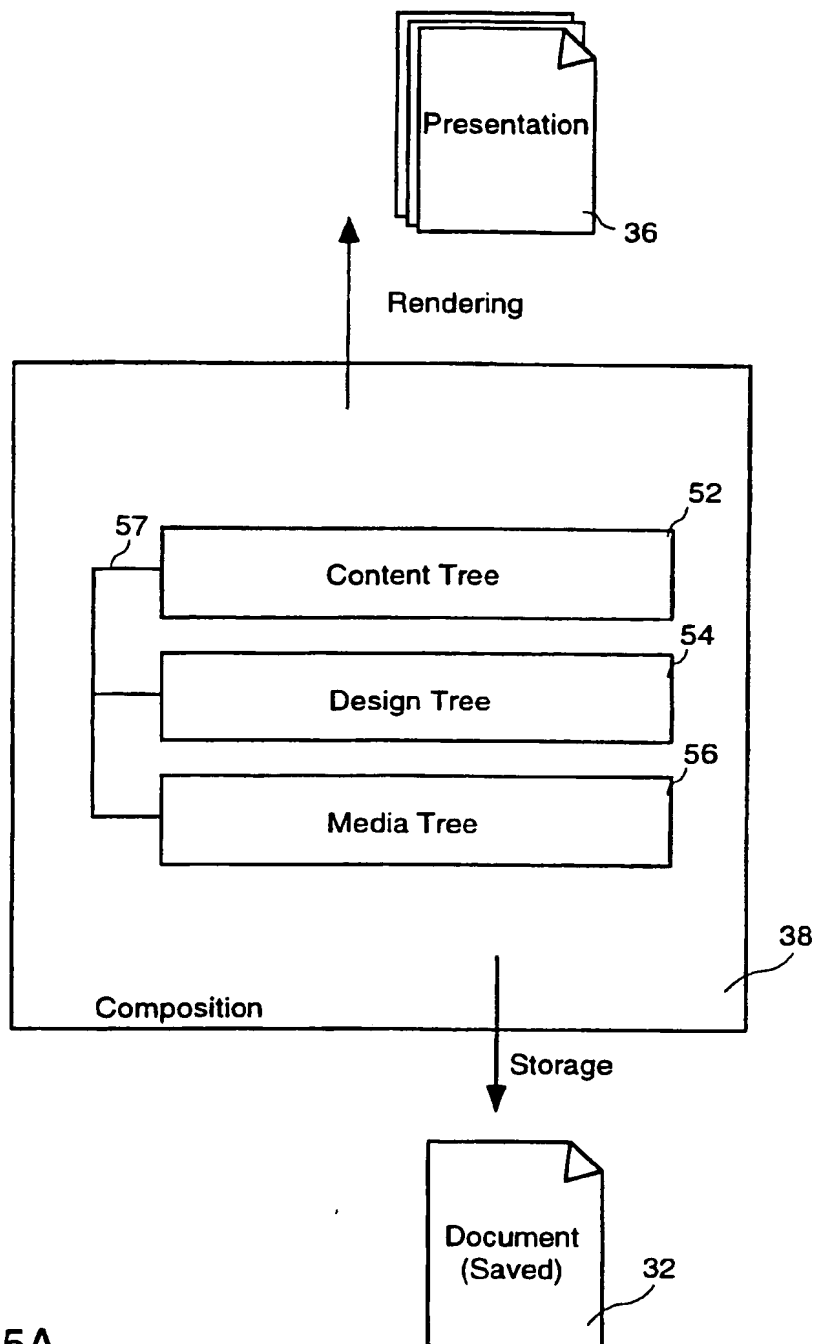 Presentation
36
Rendering
52
57
Content Tree
54
Design Tree
56
Media Tree
38
Composition
Storage
Document
(Saved)
32
5A